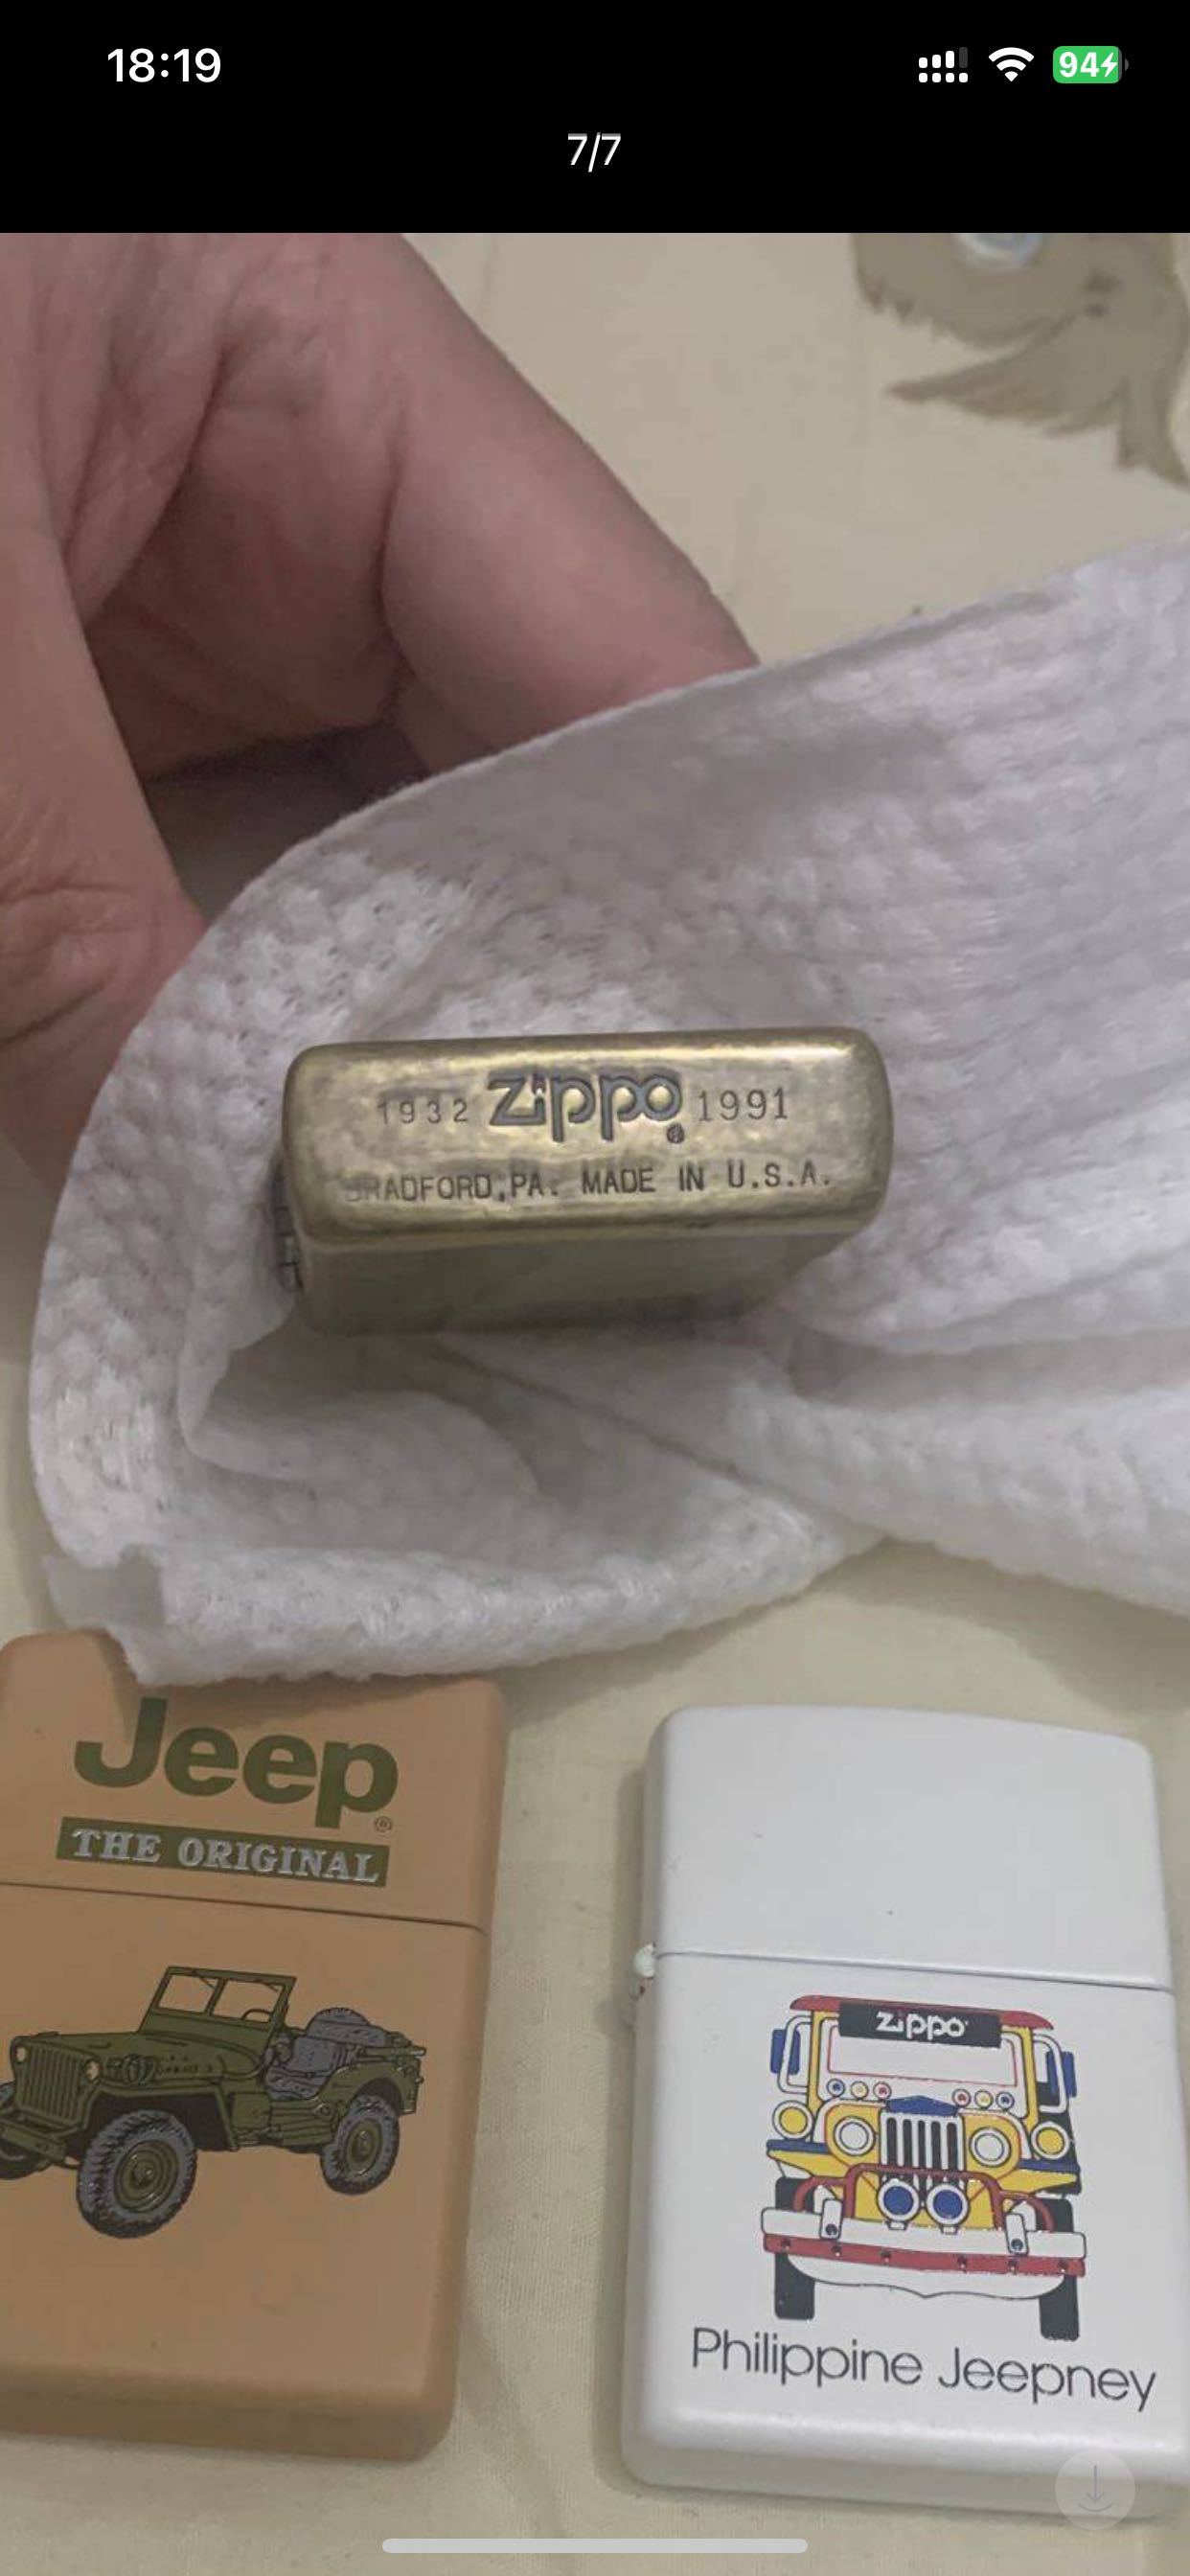 18:19
94
7/7
1932 zippo 1991
BRADFORD,PA. MADE IN U.S.A.
Jeep
THE ORIGINAL
zippo
Philippine Jeepney